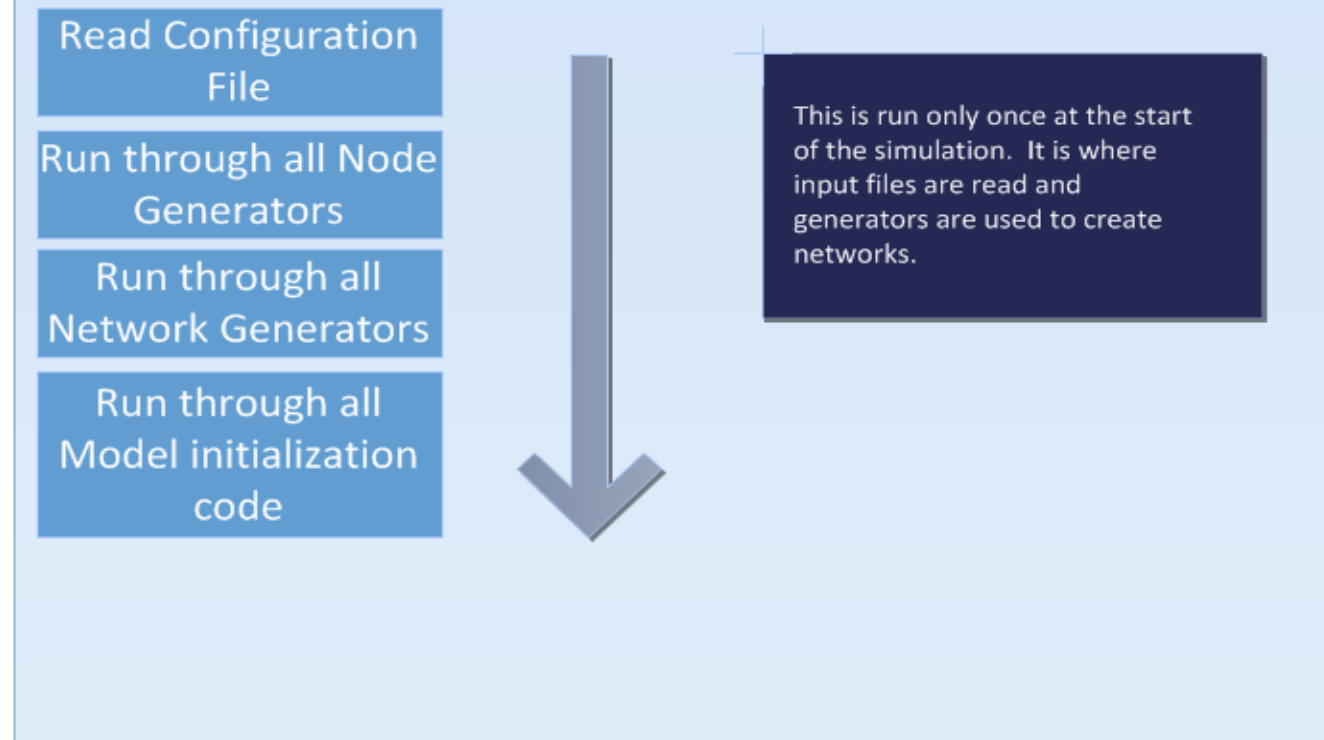 Read Configuration
File
Run through all Node
Generators
Run through all
Network Generators
Run through all
Model initialization
code
This is run only once at the start
of the simulation.  It is where
input files are read and
generators are used to create
networks.